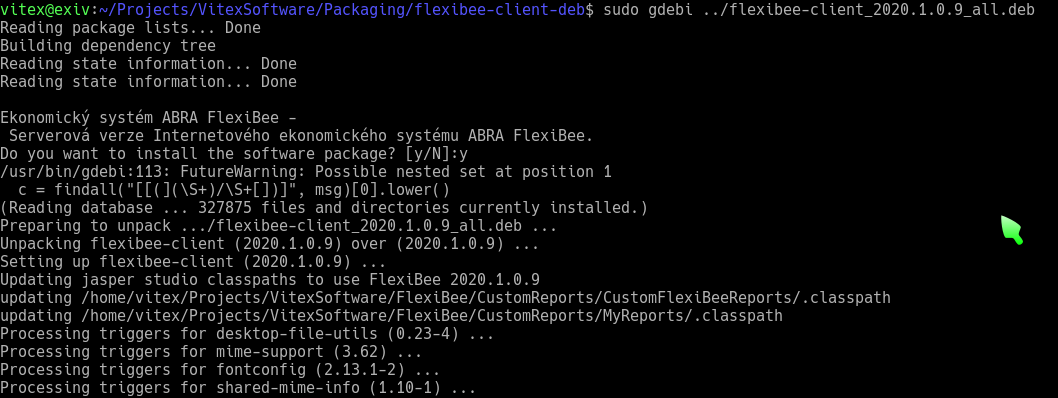 vitex@exiv:~/Projects/VitexSoftware/Packaging/flexibee-client-deb$ sudo gdebi ../flexibee-client_2020.1.0.9_all.deb
Reading package lists... Done
Building dependency tree
Reading state information... Done
Reading state information... Done

Ekonomický systém ABRA FlexiBee -
 Serverová verze Internetového ekonomického systému ABRA FlexiBee.
Do you want to install the software package? [y/N]:y
/usr/bin/gdebi:113: FutureWarning: Possible nested set at position 1
  c = findall("[[(](\S+)/\S+[])]", msg)[0].lower()
(Reading database ... 327875 files and directories currently installed.)
Preparing to unpack .../flexibee-client_2020.1.0.9_all.deb ...
Unpacking flexibee-client (2020.1.0.9) over (2020.1.0.9) ...
Setting up flexibee-client (2020.1.0.9) ...
Updating jasper studio classpaths to use FlexiBee 2020.1.0.9
updating /home/vitex/Projects/VitexSoftware/FlexiBee/CustomReports/CustomFlexiBeeReports/.classpath
updating /home/vitex/Projects/VitexSoftware/FlexiBee/CustomReports/MyReports/.classpath
Processing triggers for desktop-file-utils (0.23-4) ...
Processing triggers for mime-support (3.62) ...
Processing triggers for fontconfig (2.13.1-2) ...
Processing triggers for shared-mime-info (1.10-1) ...